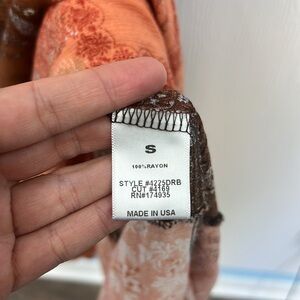 S
100% RAYON
STYLE #4225DRB
CUT #4169
RN#174935
MADE IN USA